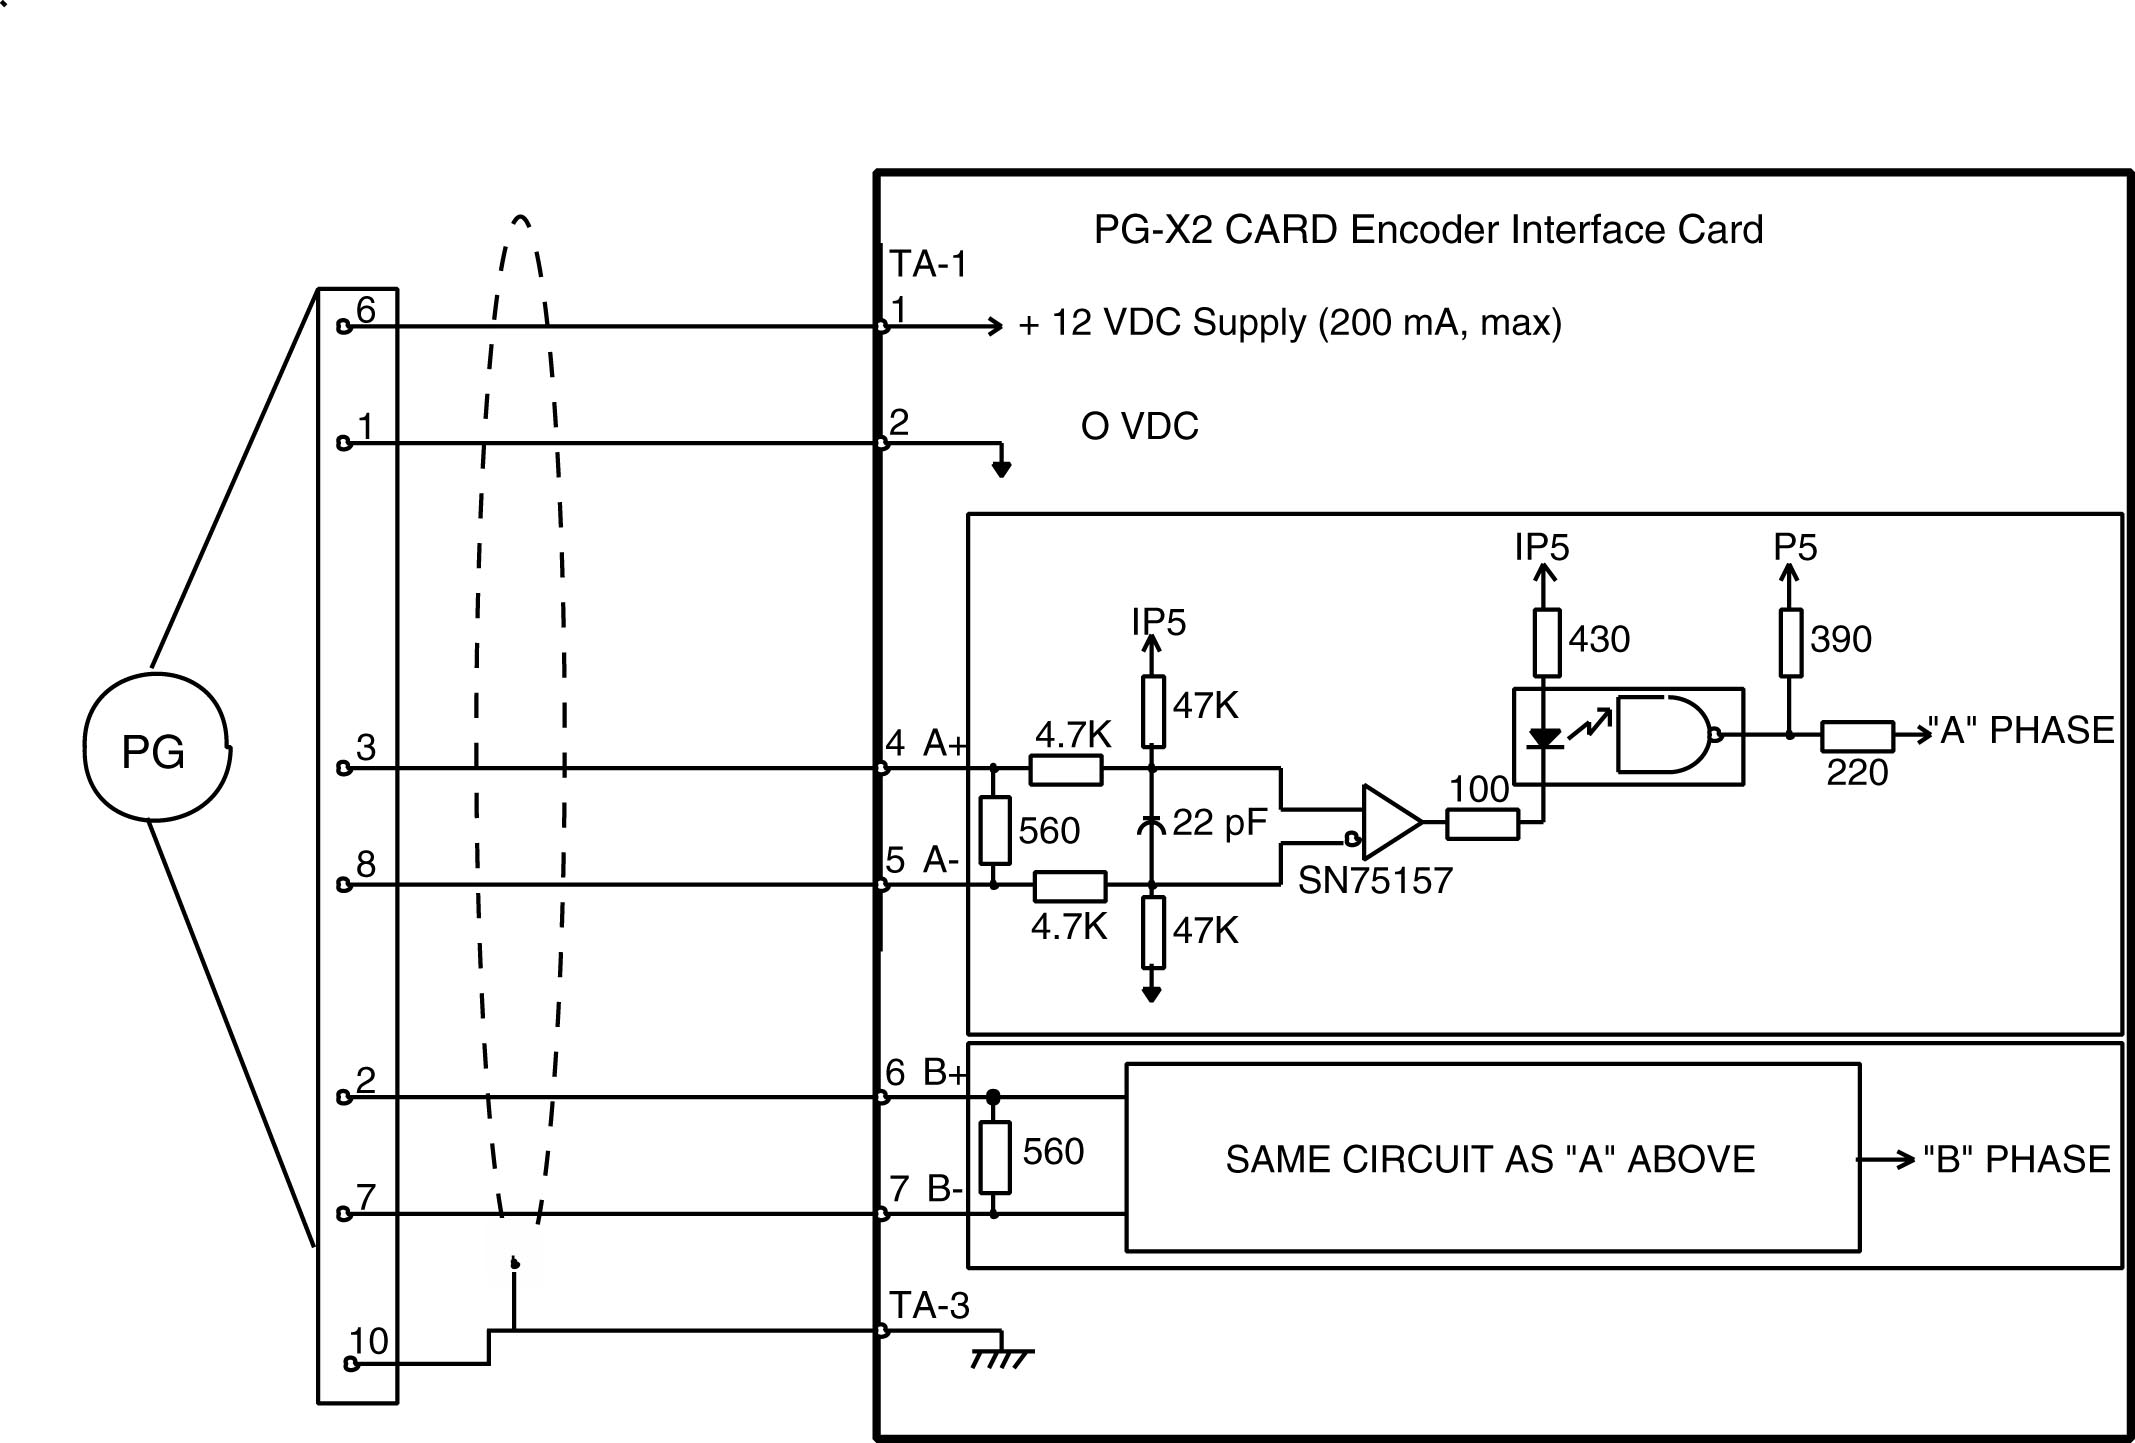 PG-X2 CARD Encoder Interface Card
TA-1
6
1
+ 12 VDC Supply (200 mA, max)
1
2
O VDC
IP5
P5
IP5
430
390
47K
PG
3
4 A+
4.7K
"A" PHASE
220
100
560
22 pF
8
5 A-
SN75157
4.7K
47K
2
6 B+
560
SAME CIRCUIT AS "A" ABOVE
"B" PHASE
7
7 B-
TA-3
10